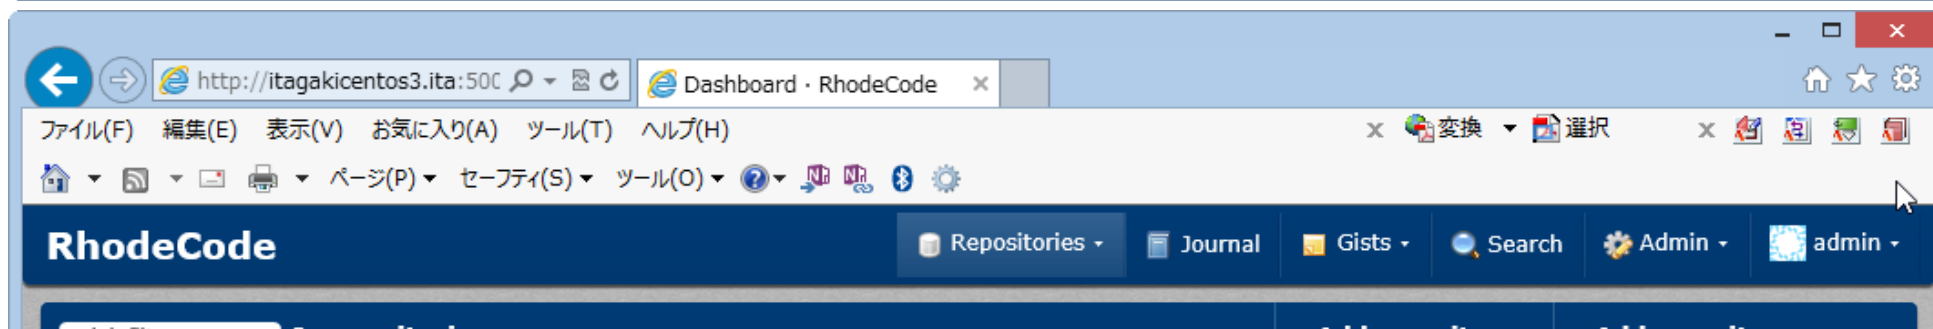 http://itagakicentos3.ita:500 Dashboard · RhodeCode
ファイル(F) 編集(E) 表示(V) お気に入り(A) ツール(T) ヘルプ(H) 変換 選択
ページ(P) セーフティ(S) ツール(O)
RhodeCode Repositories Journal Gists Search Admin admin